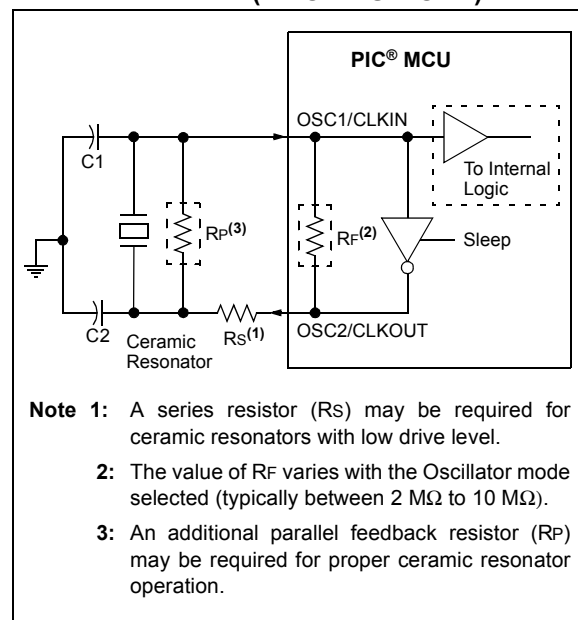 PIC® MCU
OSC1/CLKIN
C1
To Internal
Logic
RP(3)
RF(2)
Sleep
C2
Ceramic
Resonator
RS(1)
OSC2/CLKOUT
Note 1: A series resistor (RS) may be required for
ceramic resonators with low drive level.
2: The value of RF varies with the Oscillator mode
selected (typically between 2 MΩ to 10 MΩ).
3: An additional parallel feedback resistor (RP)
may be required for proper ceramic resonator
operation.